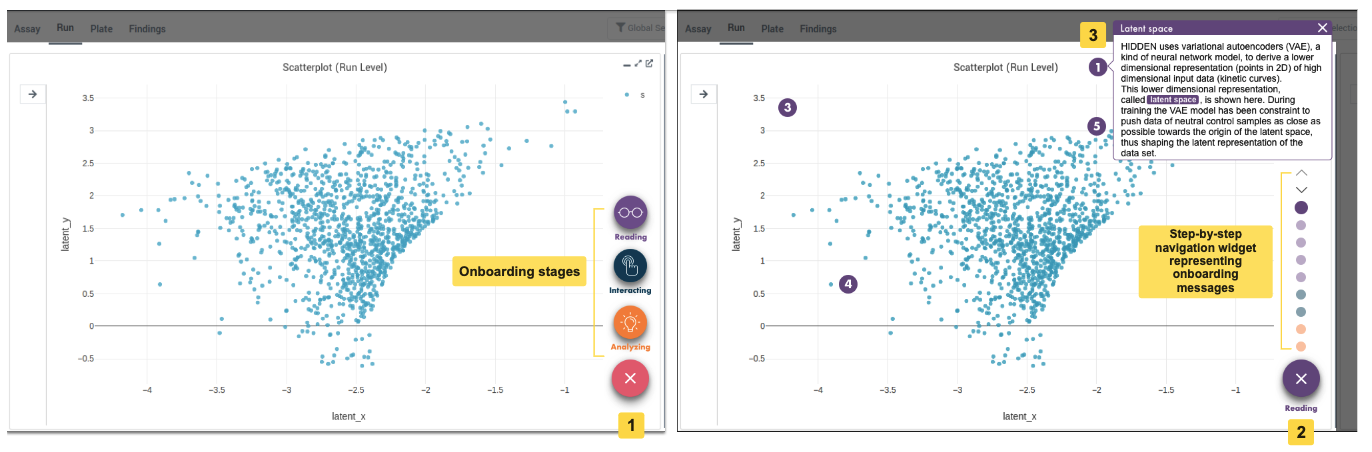 Assay Run Plate Findings
Global Se
Scatterplot (Run Level)
s
3.5
3
2.5
2
1.5
1
0.5
0
−0.5
latent_y
−4 −3.5 −3 −2.5 −2 −1.5 −1
latent_x
Onboarding stages
Reading
Interacting
Analyzing
1
Assay Run Plate Findings
Scatterplot (Run Level)
3
Latent space
1
HIDDEN uses variational autoencoders (VAE), a
kind of neural network model, to derive a lower
dimensional representation (points in 2D) of high
dimensional input data (kinetic curves).
This lower dimensional representation,
called latent space , is shown here. During
training the VAE model has been constraint to
push data of neutral control samples as close as
possible towards the origin of the latent space,
thus shaping the latent representation of the
data set.
3
5
4
3.5
3
2.5
2
1.5
1
0.5
0
−0.5
latent_y
−4 −3.5 −3 −2.5 −2 −1.5 −1
latent_x
Step-by-step
navigation widget
representing
onboarding
messages
Reading
2